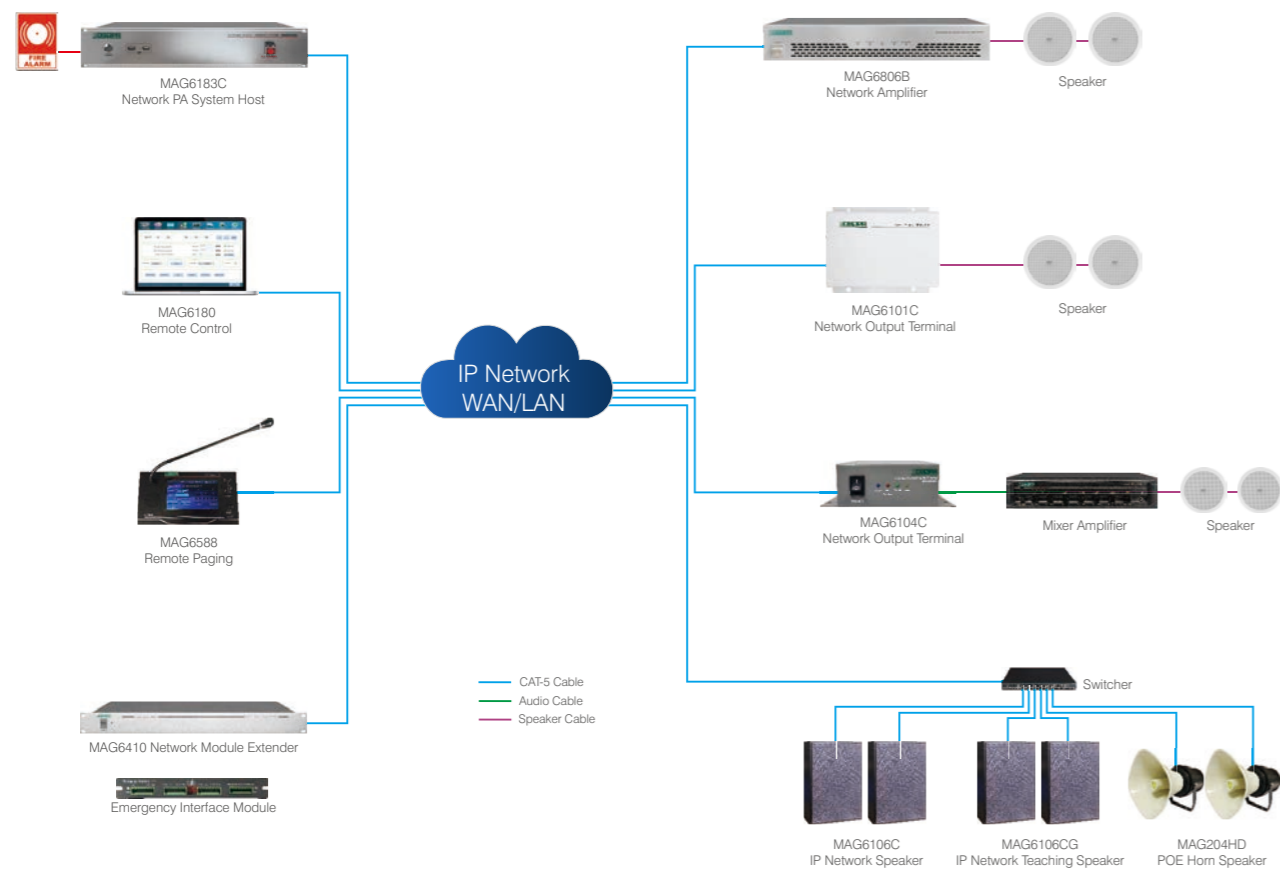 FIRE
ALARM
MAG6183C
Network PA System Host
MAG6806B
Network Amplifier
Speaker
MAG6180
Remote Control
MAG6101C
Network Output Terminal
Speaker
IP Network
WAN/LAN
MAG6588
Remote Paging
MAG6104C
Network Output Terminal
Mixer Amplifier
Speaker
CAT-5 Cable
Audio Cable
Speaker Cable
Switcher
MAG6410 Network Module Extender
Emergency Interface Module
MAG6106C
IP Network Speaker
MAG6106CG
IP Network Teaching Speaker
MAG204HD
POE Horn Speaker